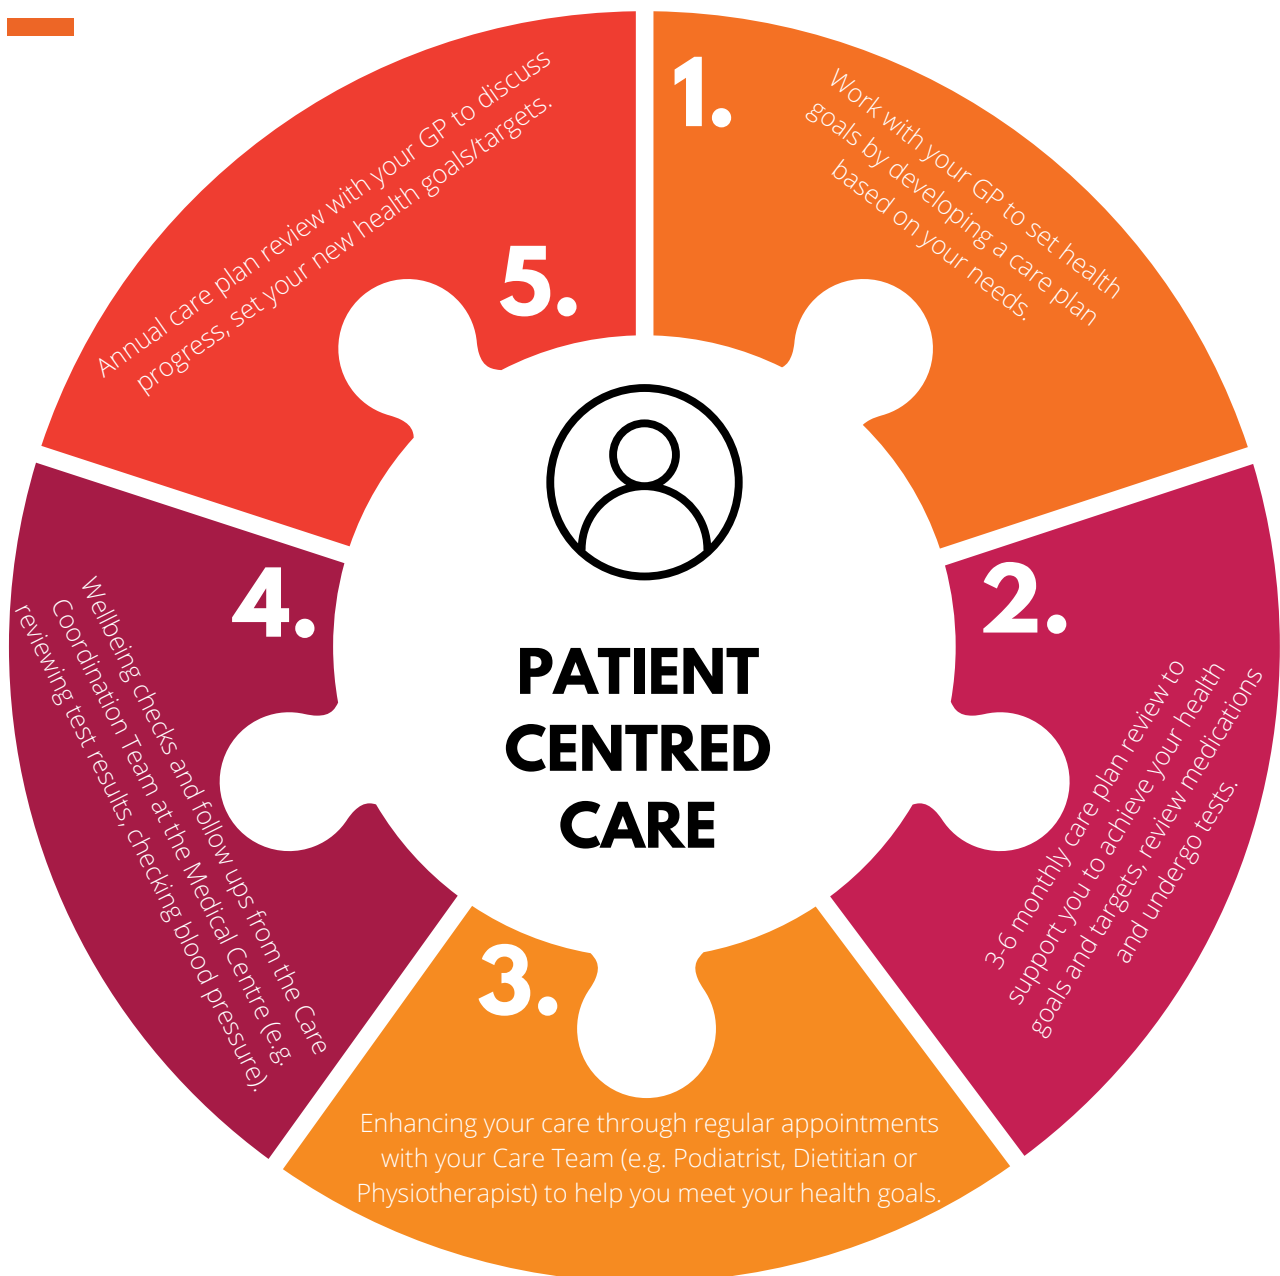 1.
Work with your GP to set health
goals by developing a care plan
based on your needs.
2.
3-6 monthly care plan review to
support you to achieve your health
goals and targets, review medications
and undergo tests.
3.
Enhancing your care through regular appointments
with your Care Team (e.g. Podiatrist, Dietitian or
Physiotherapist) to help you meet your health goals.
4.
Wellbeing checks and follow ups from the Care
Coordination Team at the Medical Centre (e.g.
reviewing test results, checking blood pressure).
5.
Annual care plan review with your GP to discuss
progress, set your new health goals/targets.
PATIENT
CENTRED
CARE